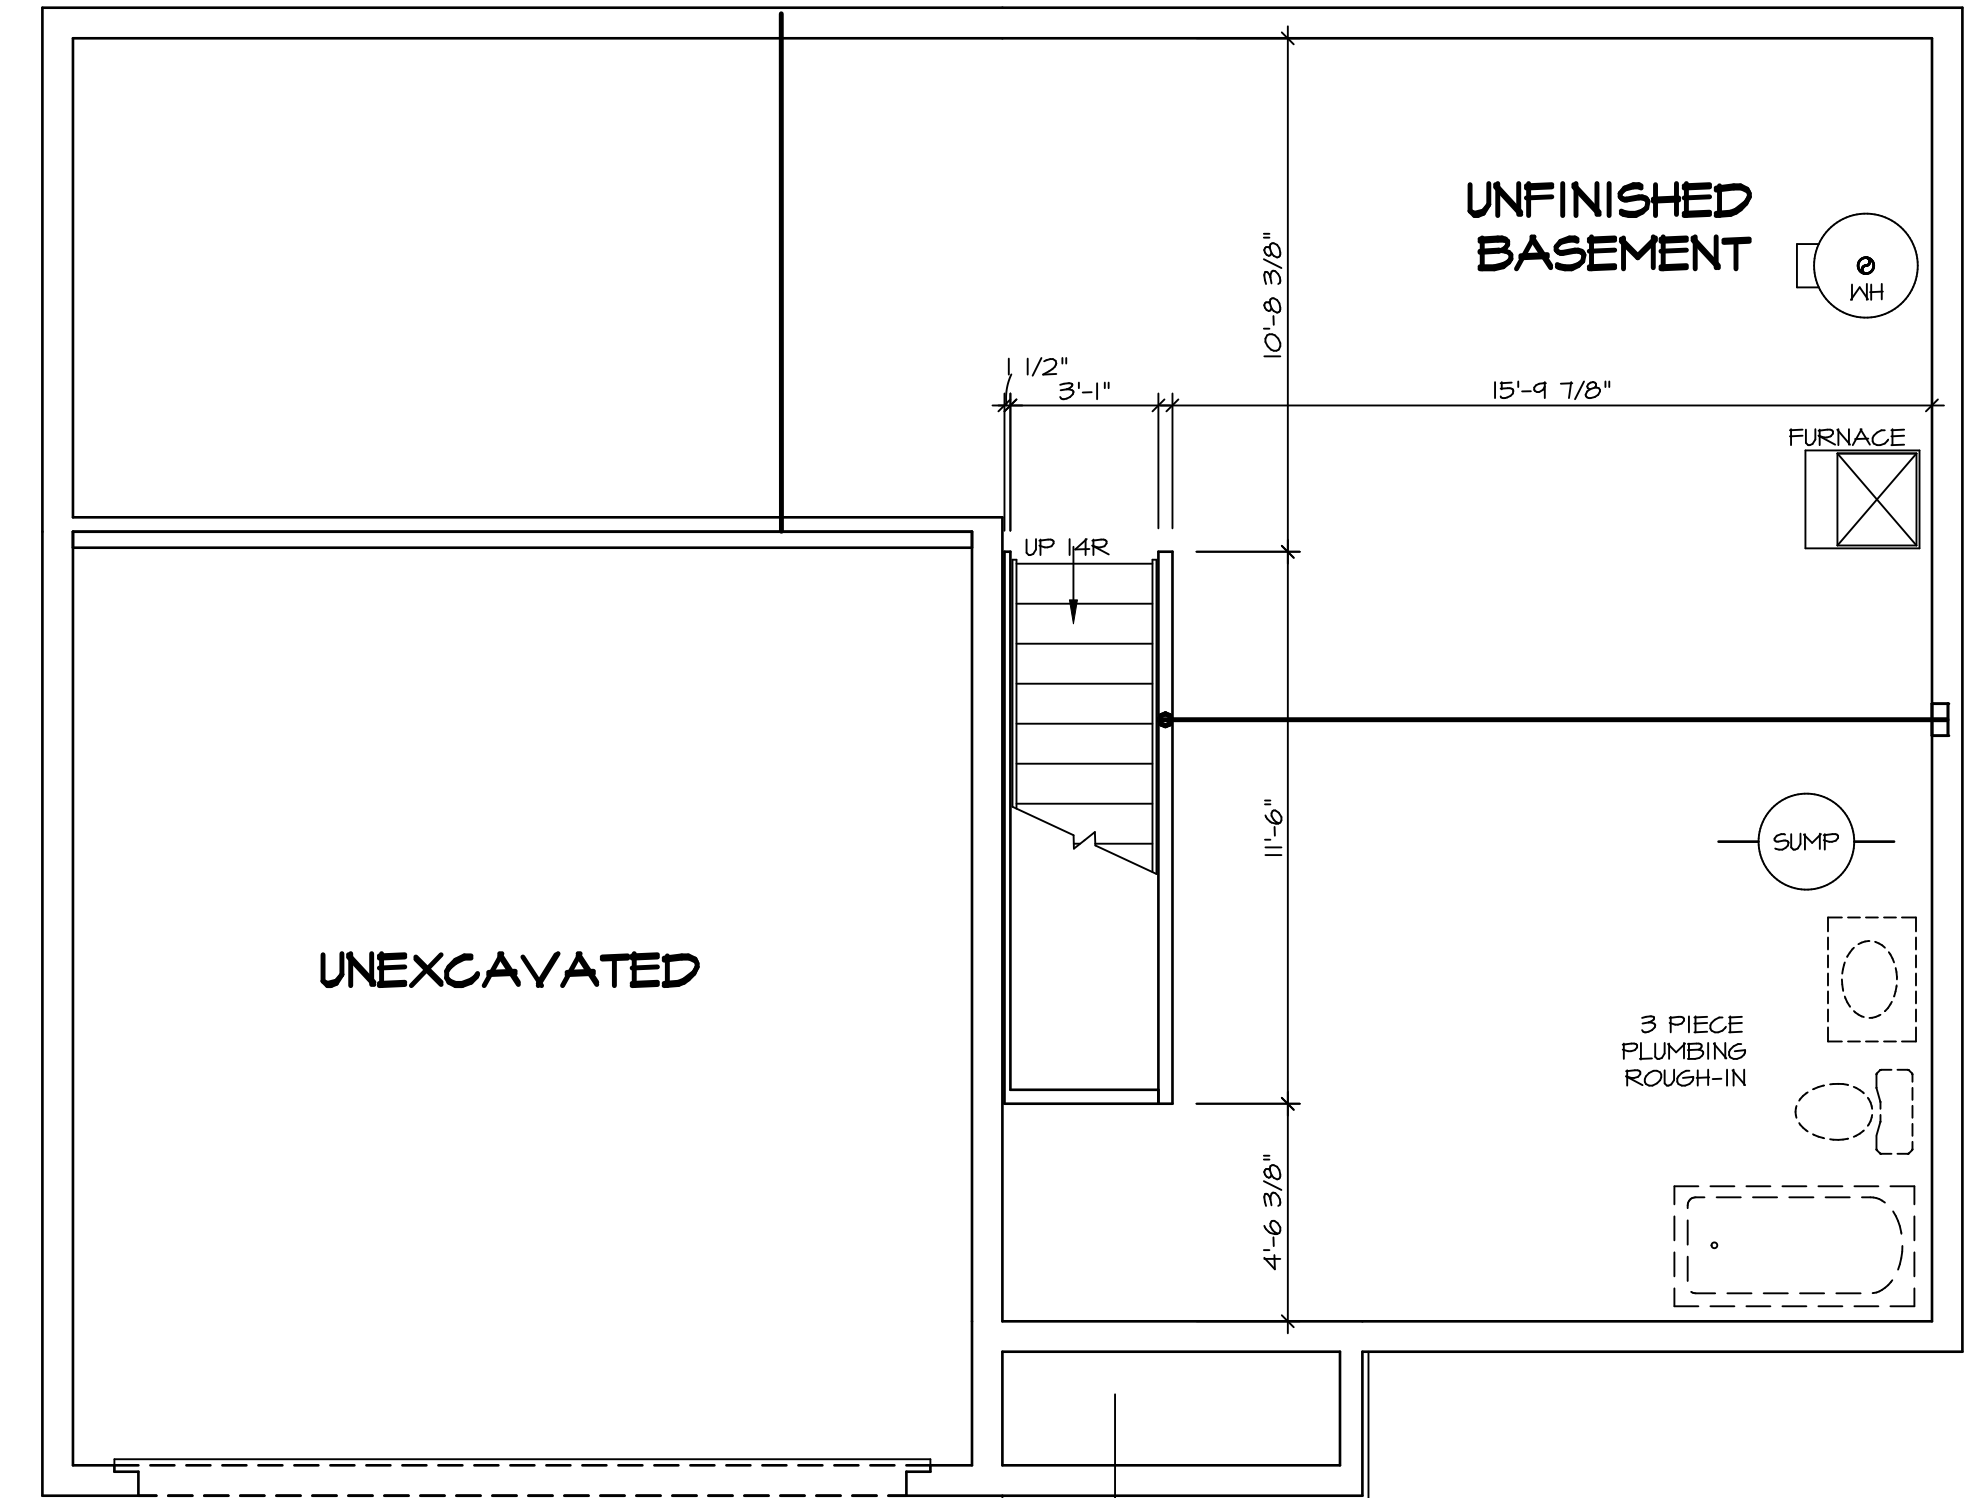 UNFINISHED
BASEMENT
WH
10'-8 3/8"
1 1/2"
3'-1"
15'-9 7/8"
FURNACE
UP 14R
11'-6"
SUMP
UNEXCAVATED
3 PIECE
PLUMBING
ROUGH-IN
4'-6 3/8"